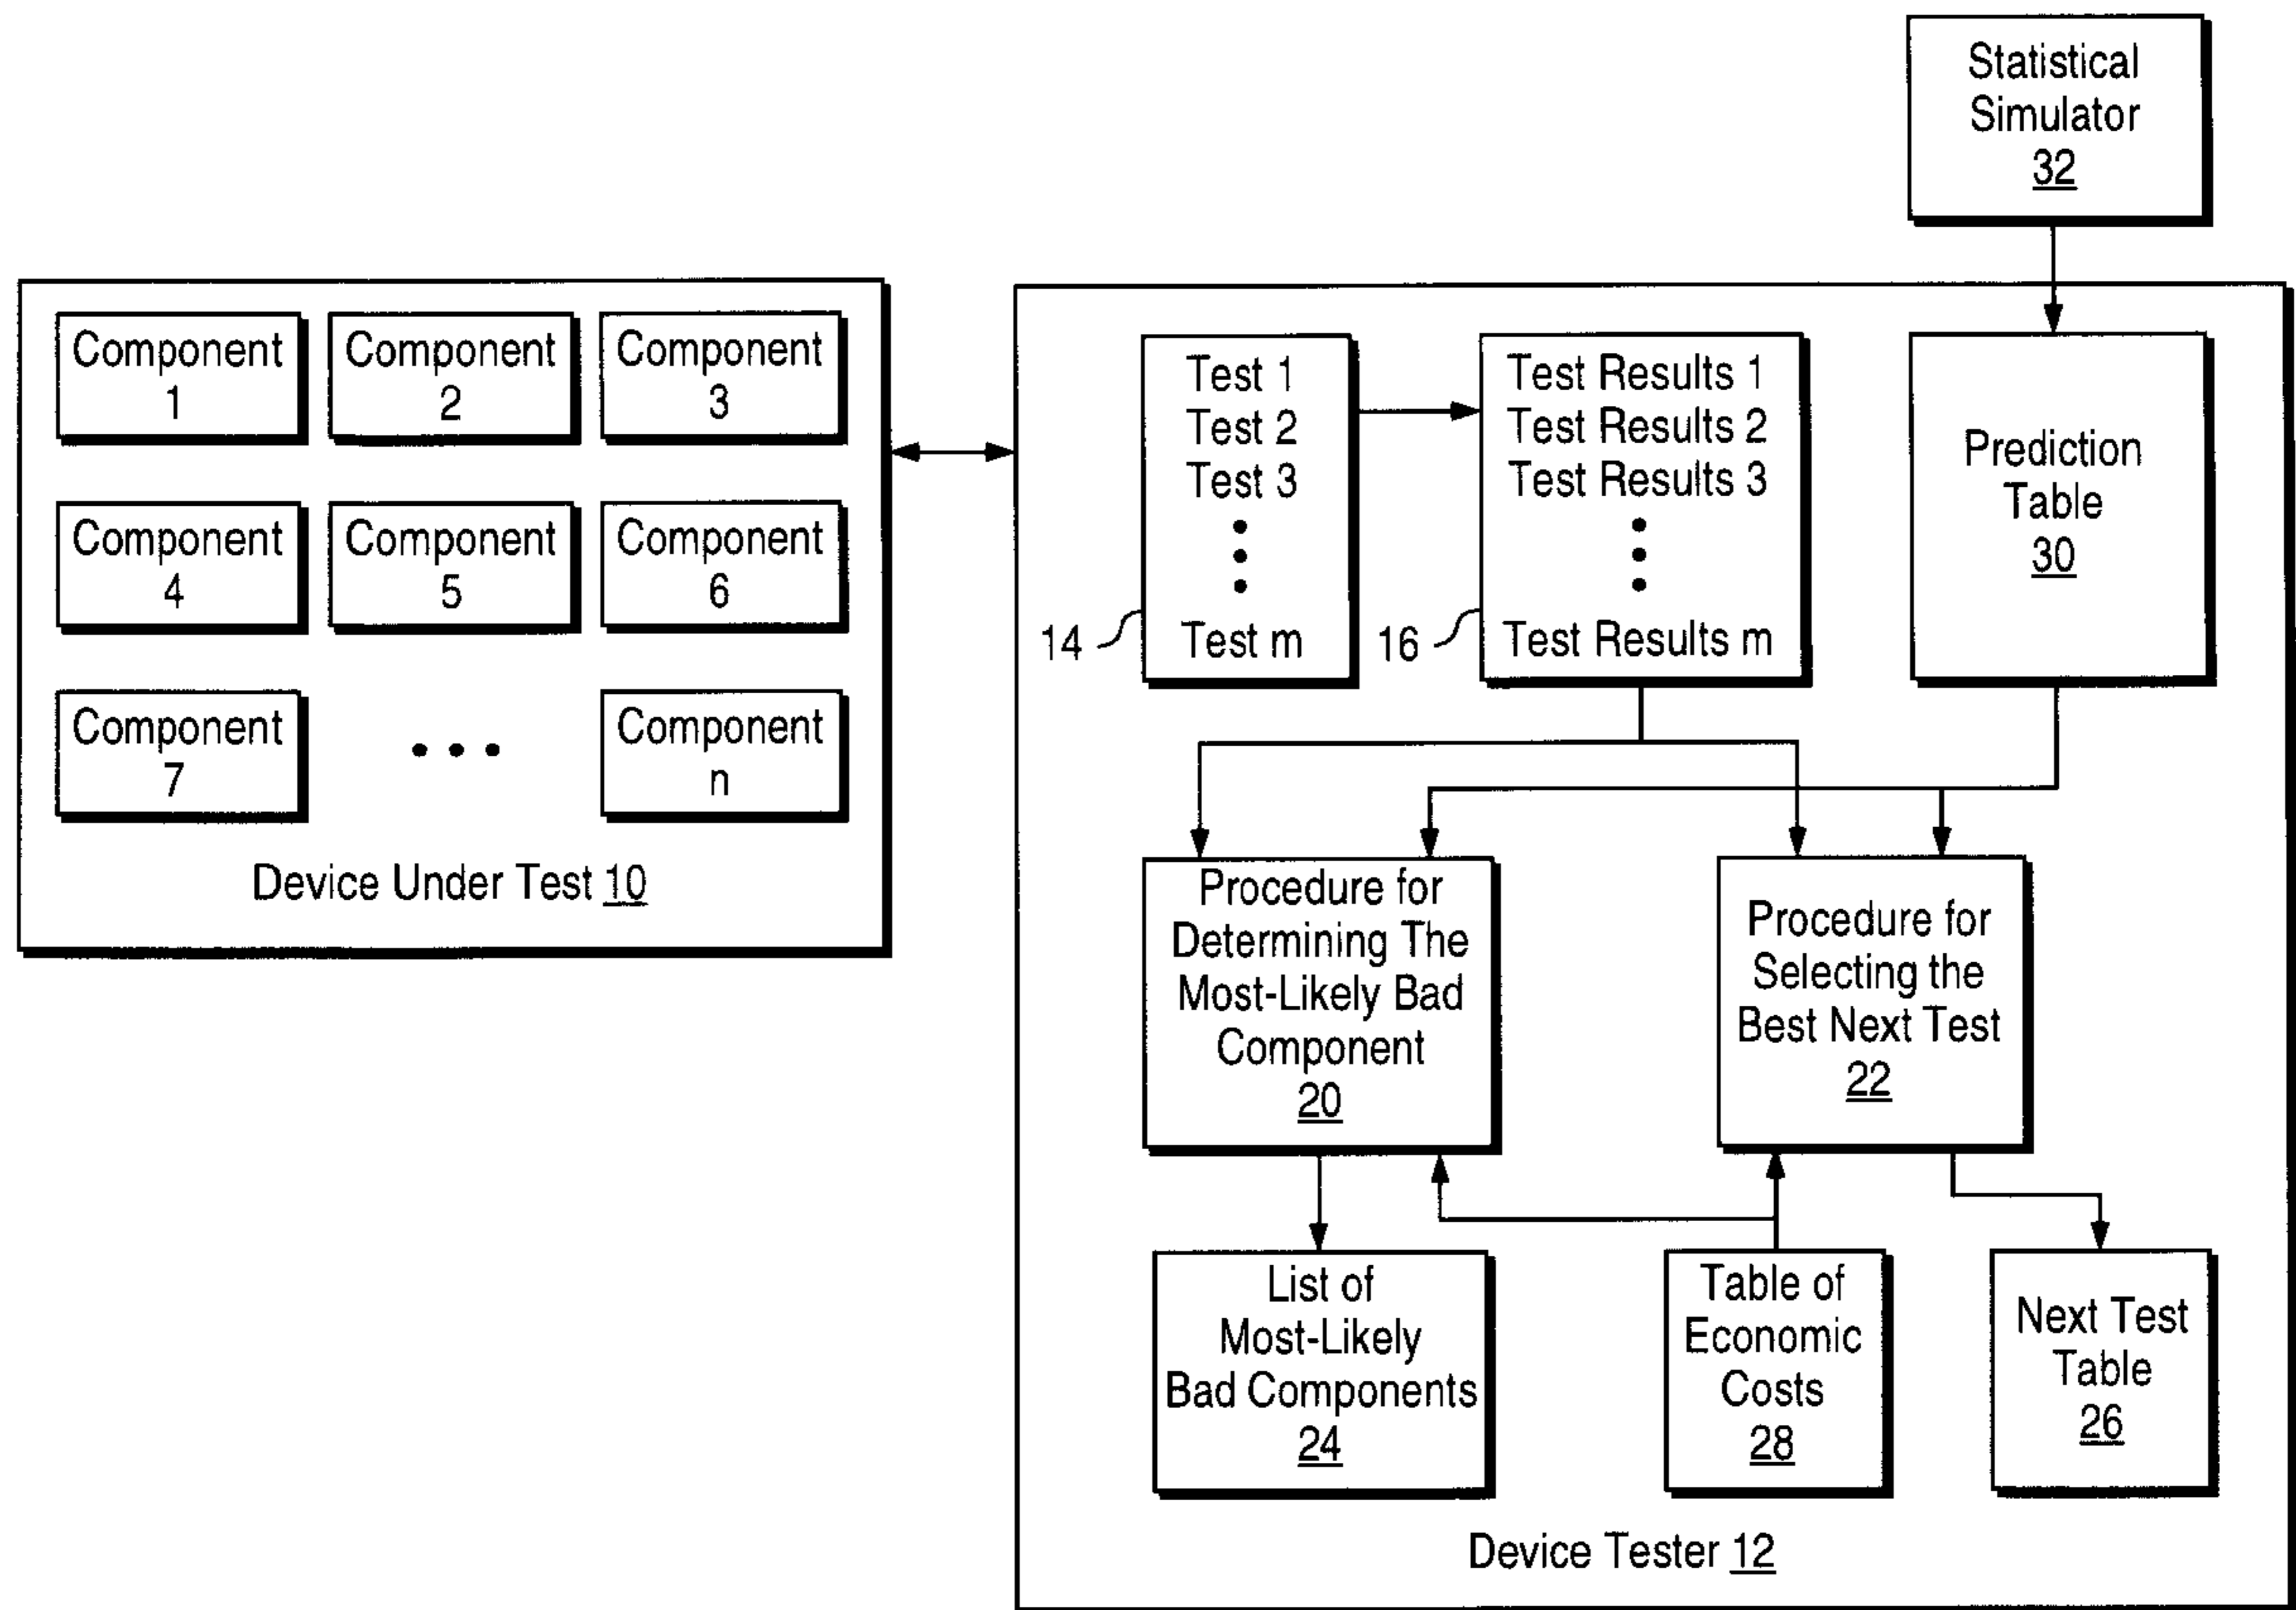 Statistical
Simulator
32
Component
1
Component
2
Component
3
Component
4
Component
5
Component
6
Component
7
• • •
Component
n
Device Under Test 10
Test 1
Test 2
Test 3
•
•
•
Test m
14
Test Results 1
Test Results 2
Test Results 3
•
•
•
Test Results m
16
Prediction
Table
30
Procedure for
Determining The
Most-Likely Bad
Component
20
Procedure for
Selecting the
Best Next Test
22
List of
Most-Likely
Bad Components
24
Table of
Economic
Costs
28
Next Test
Table
26
Device Tester 12